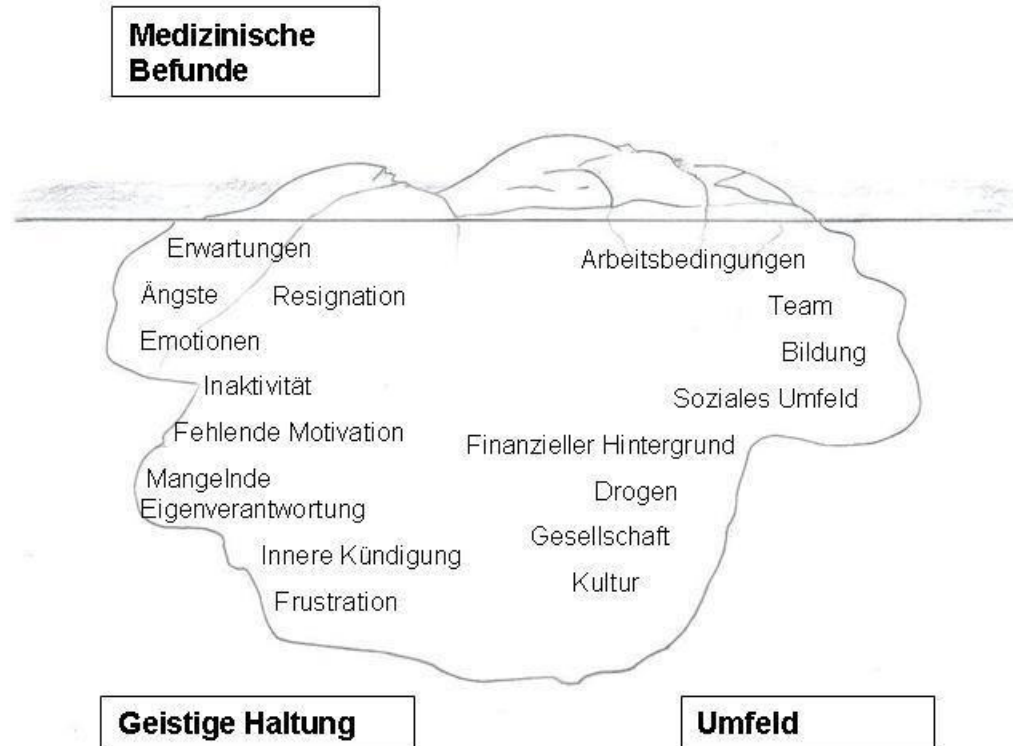 Medizinische
Befunde
Erwartungen
Arbeitsbedingungen
Ängste
Resignation
Team
Emotionen
Bildung
Inaktivität
Soziales Umfeld
Fehlende Motivation
Finanzieller Hintergrund
Mangelnde
Eigenverantwortung
Drogen
Gesellschaft
Innere Kündigung
Kultur
Frustration
Geistige Haltung
Umfeld